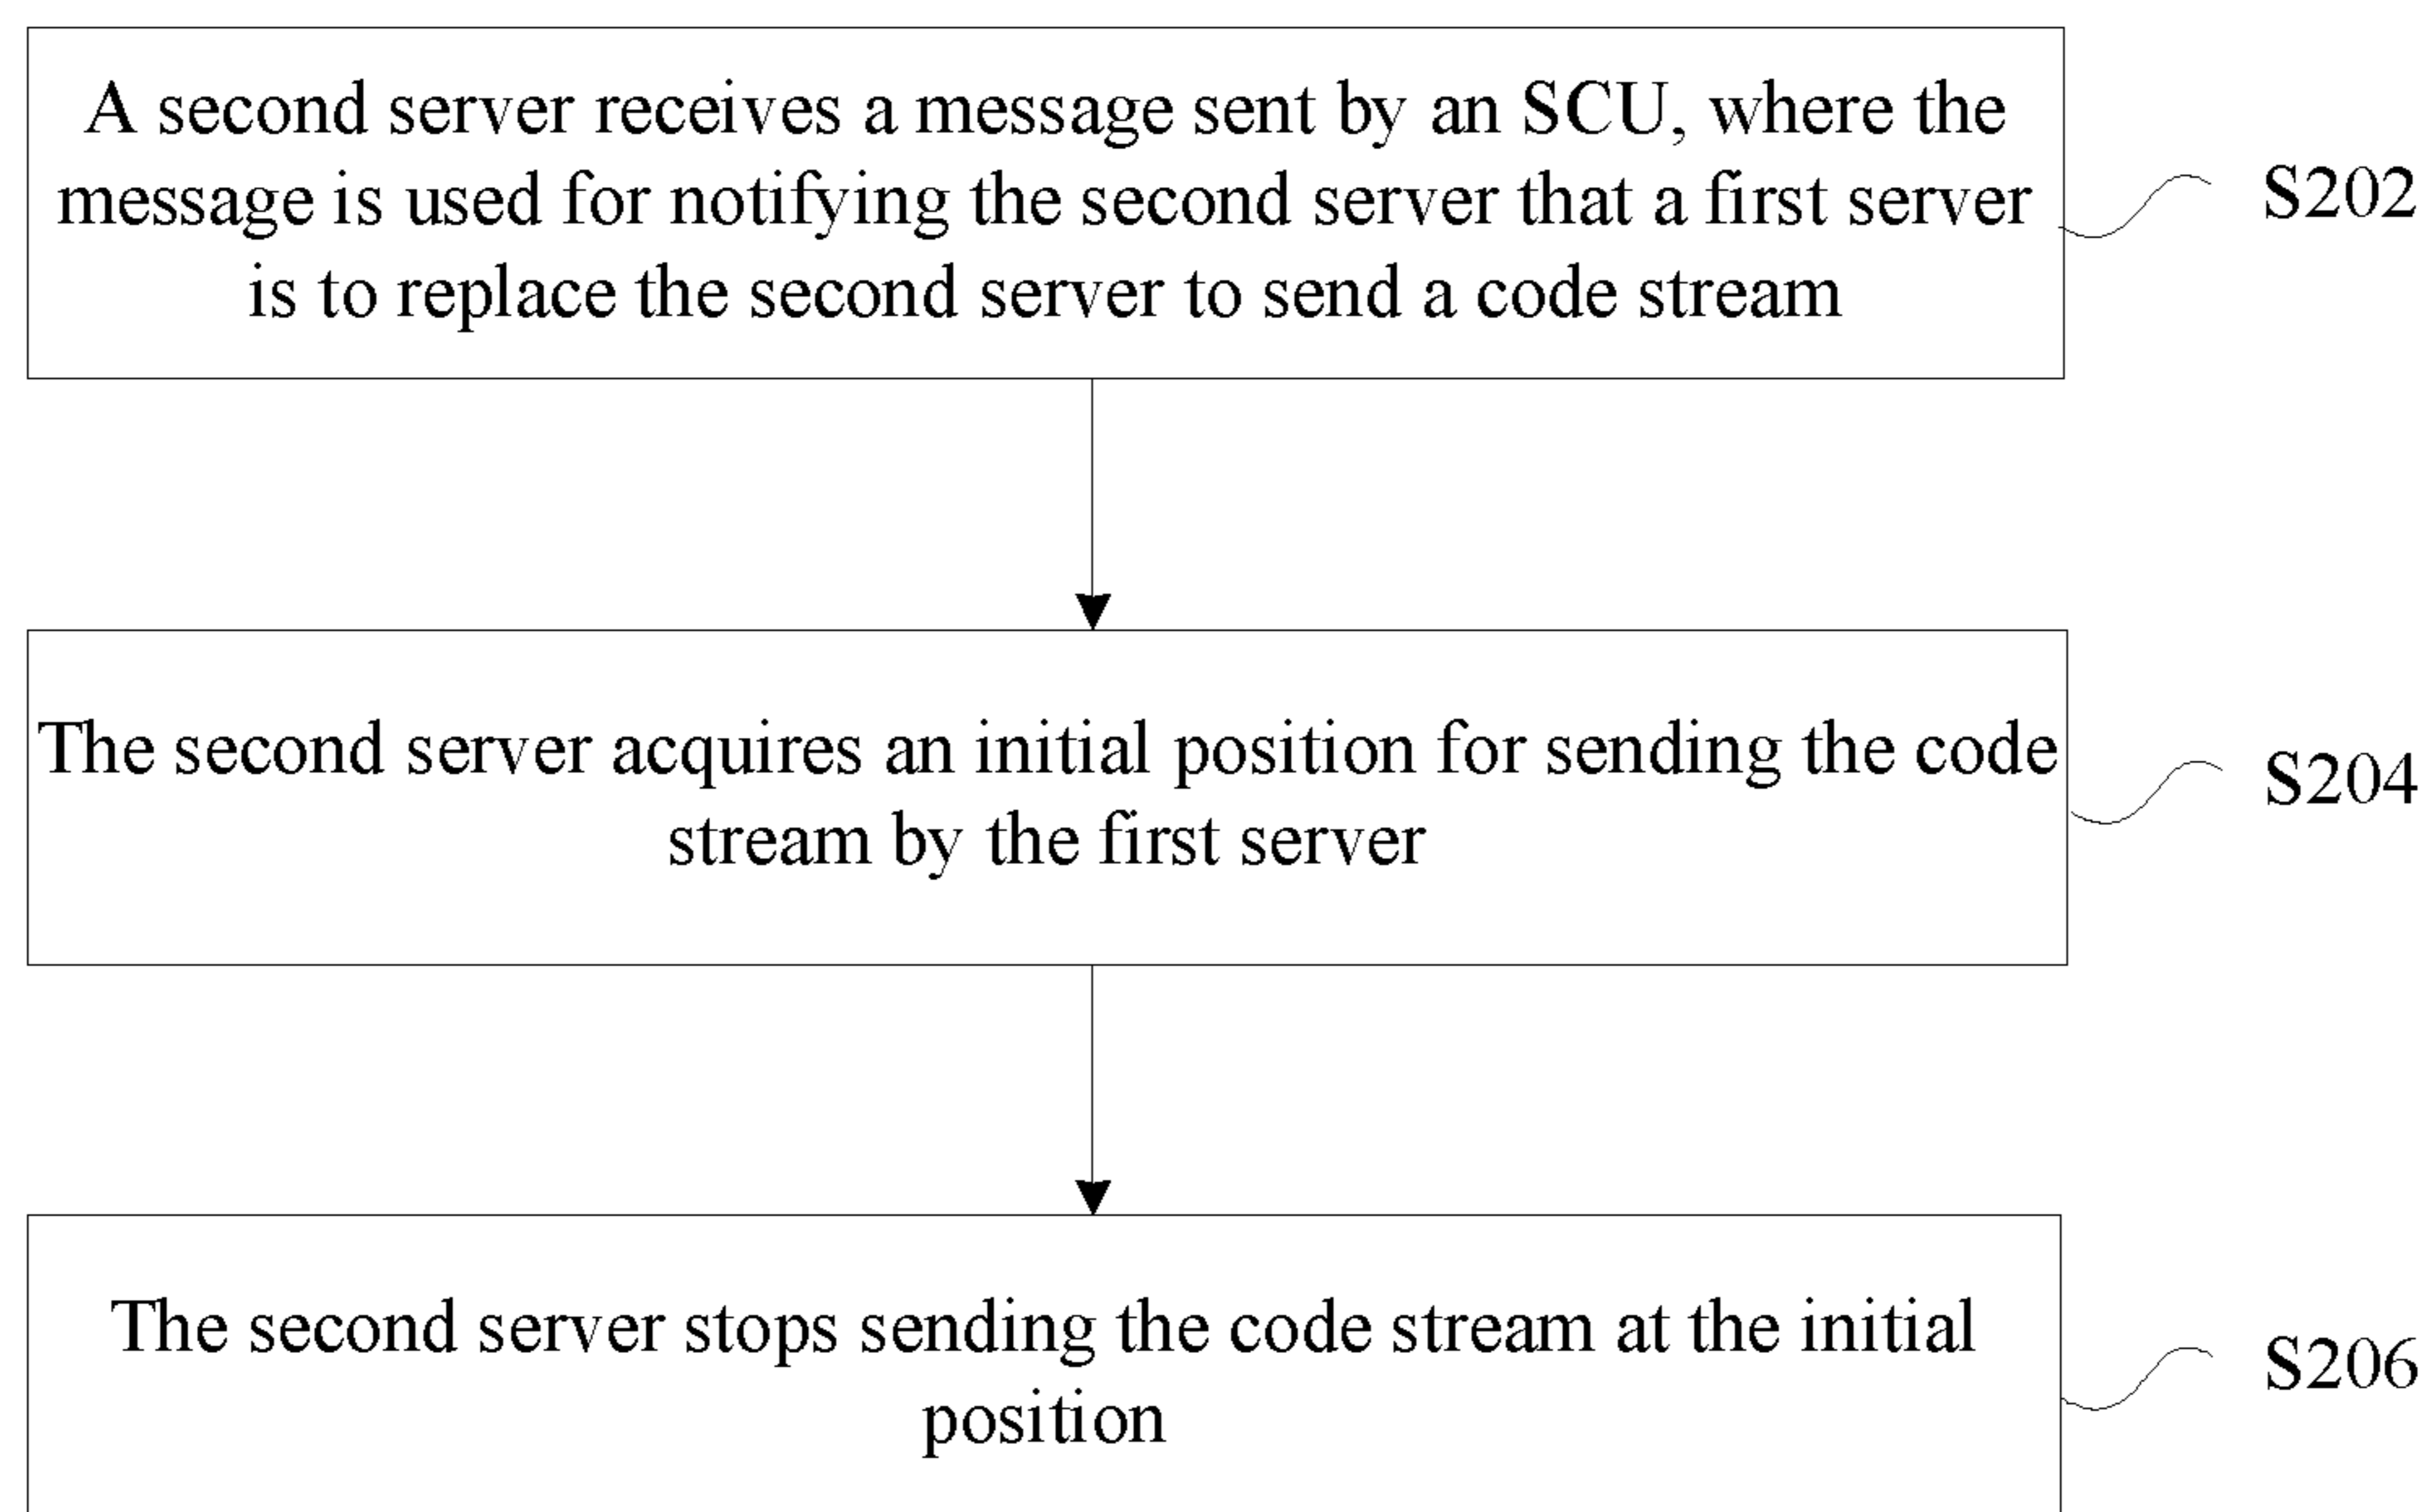 A second server receives a message sent by an SCU, where the
message is used for notifying the second server that a first server
is to replace the second server to send a code stream
S202
The second server acquires an initial position for sending the code
stream by the first server
S204
The second server stops sending the code stream at the initial
position
S206